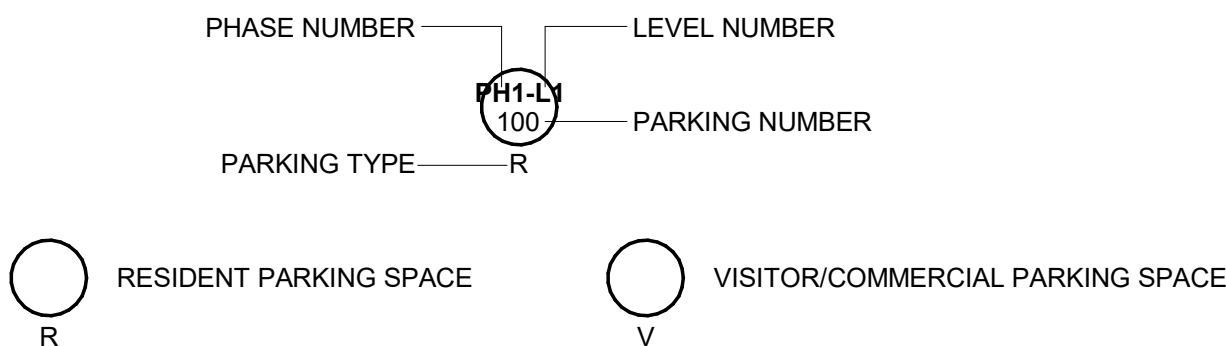 PHASE NUMBER LEVEL NUMBER
PH1-L1
100 PARKING NUMBER
PARKING TYPE R
RESIDENT PARKING SPACE VISITOR/COMMERCIAL PARKING SPACE
R V